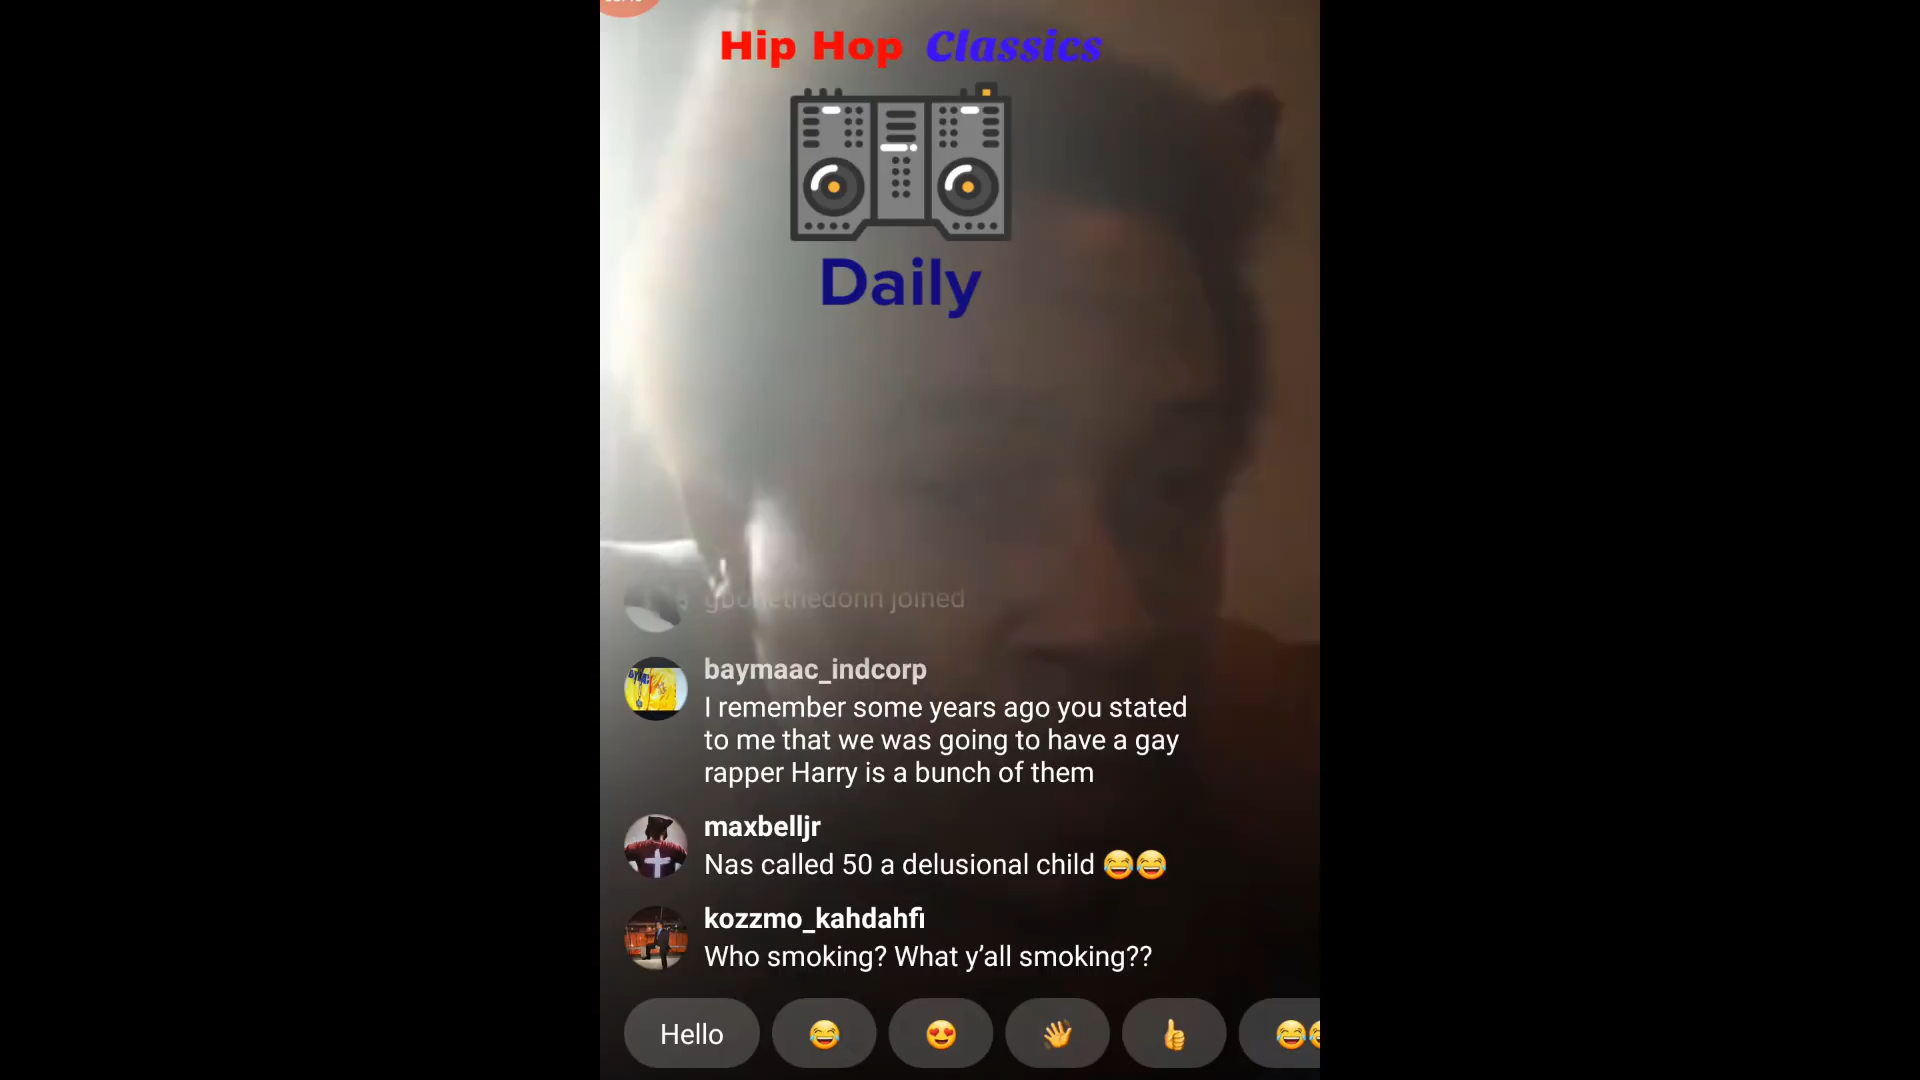 Hip Hop Classics
Daily
joined
baymaac_indcorp
I remember some years ago you stated
to me that we was going to have a gay
rapper Harry is a bunch of them
maxbelljr
Nas called 50 a delusional child 😂😂
kozzmo_kahdahfi
Who smoking? What y’all smoking??
Hello